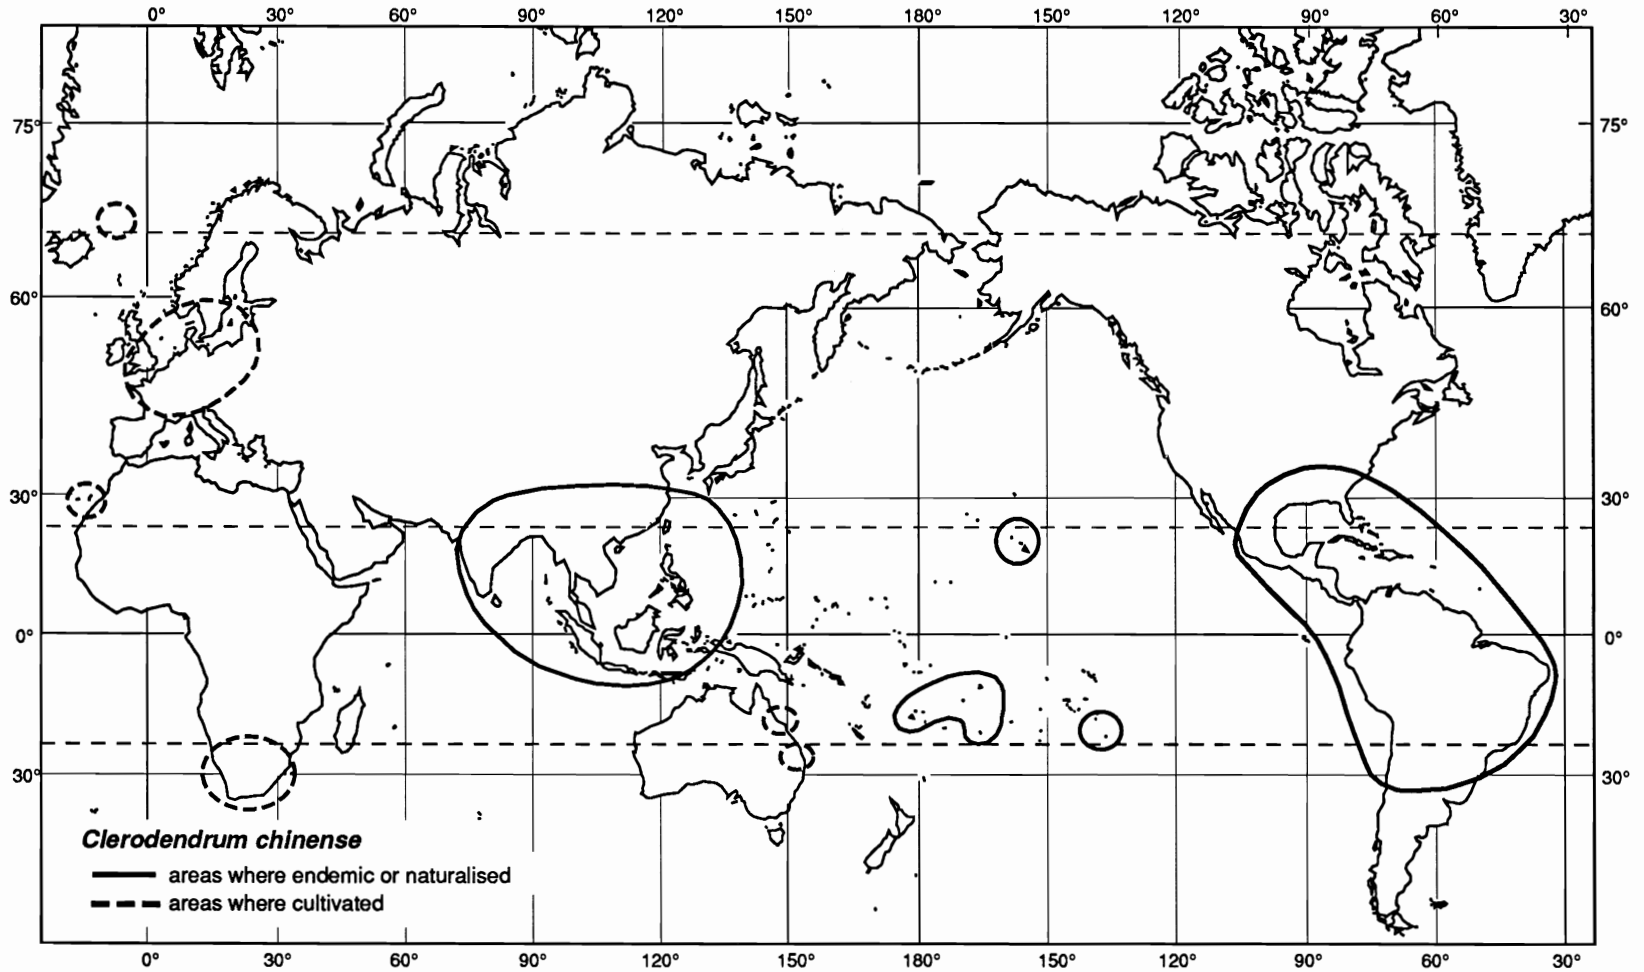 0° 30° 60° 90° 120° 150° 180° 150° 120° 90° 60° 30°
75° 75°
60° 60°
30° 30°
0° 0°
30° 30°
Clerodendrum chinense
areas where endemic or naturalised
areas where cultivated
0° 30° 60° 90° 120° 150° 180° 150° 120° 90° 60° 30°